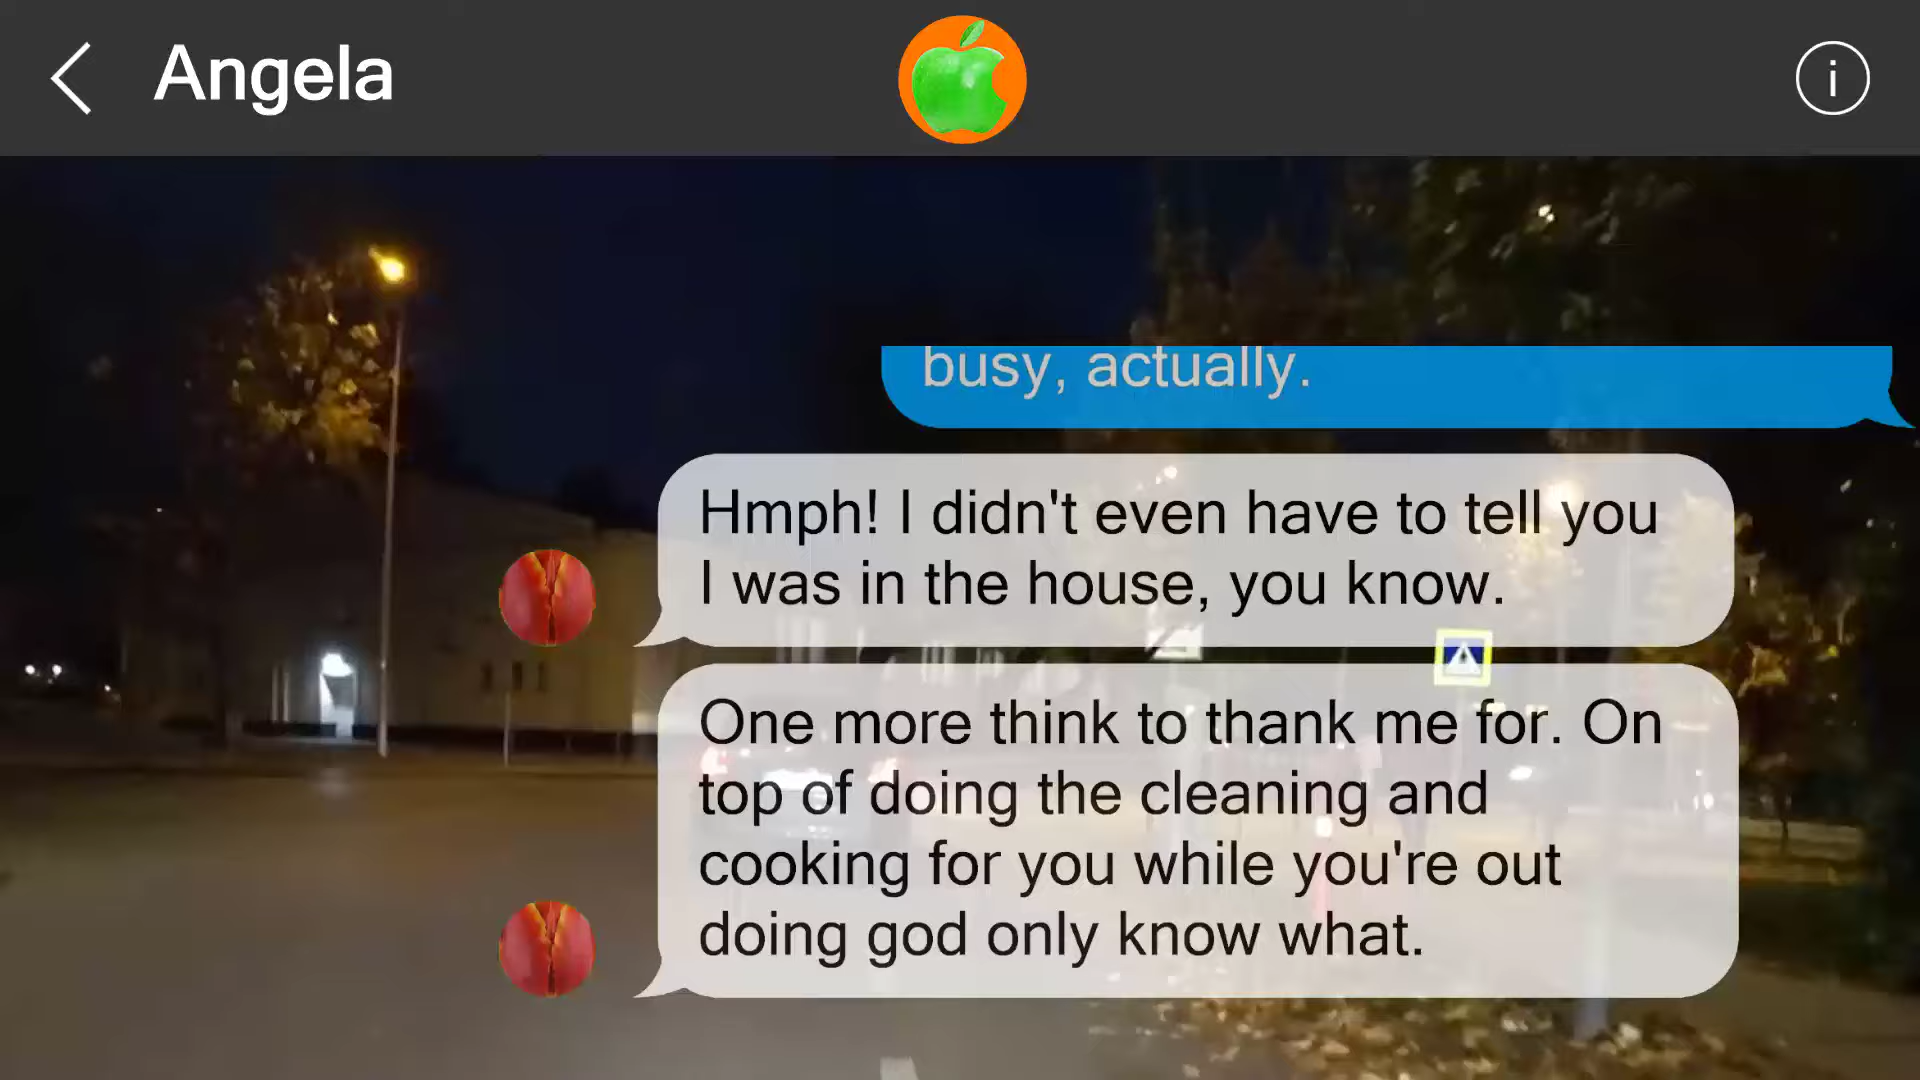 Angela
i
busy, actually.
Hmph! I didn't even have to tell you
I was in the house, you know.
One more think to thank me for. On
top of doing the cleaning and
cooking for you while you're out
doing god only know what.